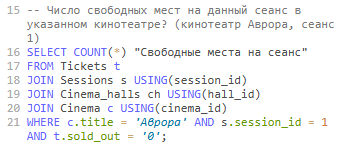 15 -- Число свободных мест на данный сеанс в
указанном кинотеатре? (кинотеатр Аврора, сеанс
1)
16 SELECT COUNT(*) "Свободные места на сеанс"
17 FROM Tickets t
18 JOIN Sessions s USING(session_id)
19 JOIN Cinema_halls ch USING(hall_id)
20 JOIN Cinema c USING(cinema_id)
21 WHERE c.title = 'Аврора' AND s.session_id = 1
AND t.sold_out = '0';